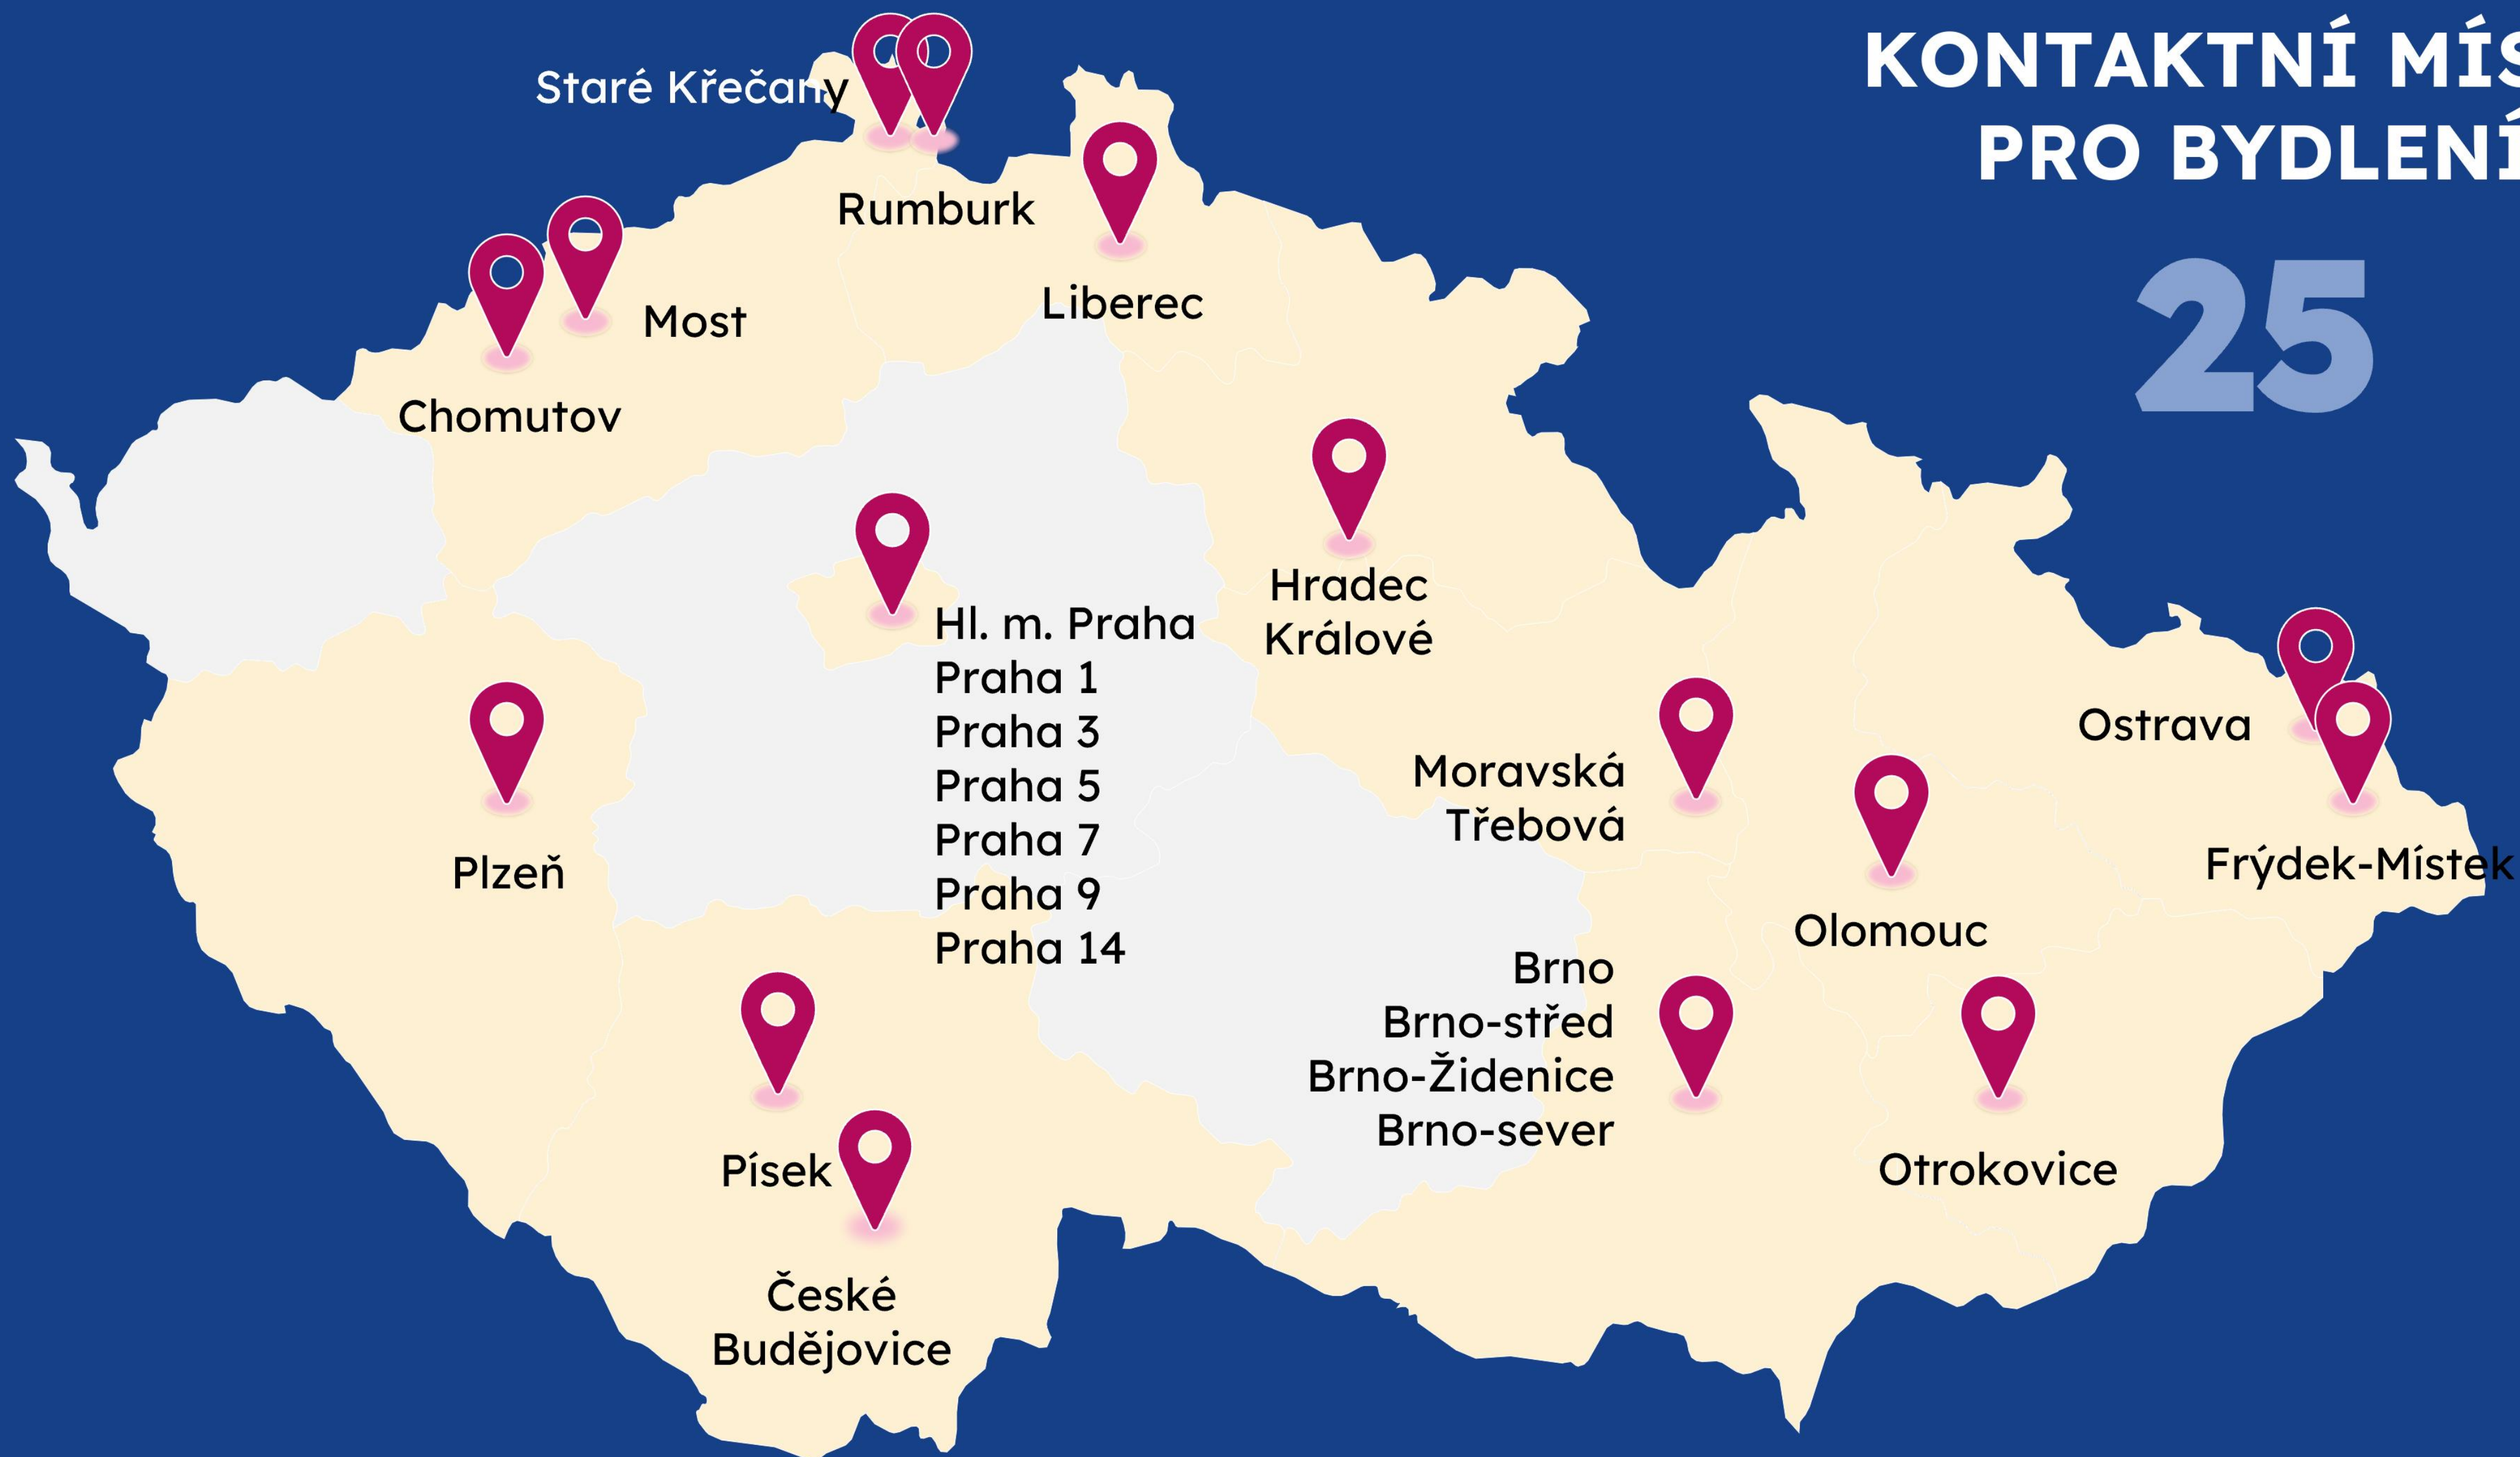 KONTAKTNÍ MÍS
PRO BYDLENÍ
25
Staré Křečany
Rumburk
Liberec
Most
Chomutov
Hradec
Králové
Hl. m. Praha
Praha 1
Praha 3
Praha 5
Praha 7
Praha 9
Praha 14
Plzeň
Moravská
Třebová
Ostrava
Frýdek-Místek
Olomouc
Brno
Brno-střed
Brno-Židenice
Brno-sever
Otrokovice
Písek
České
Budějovice